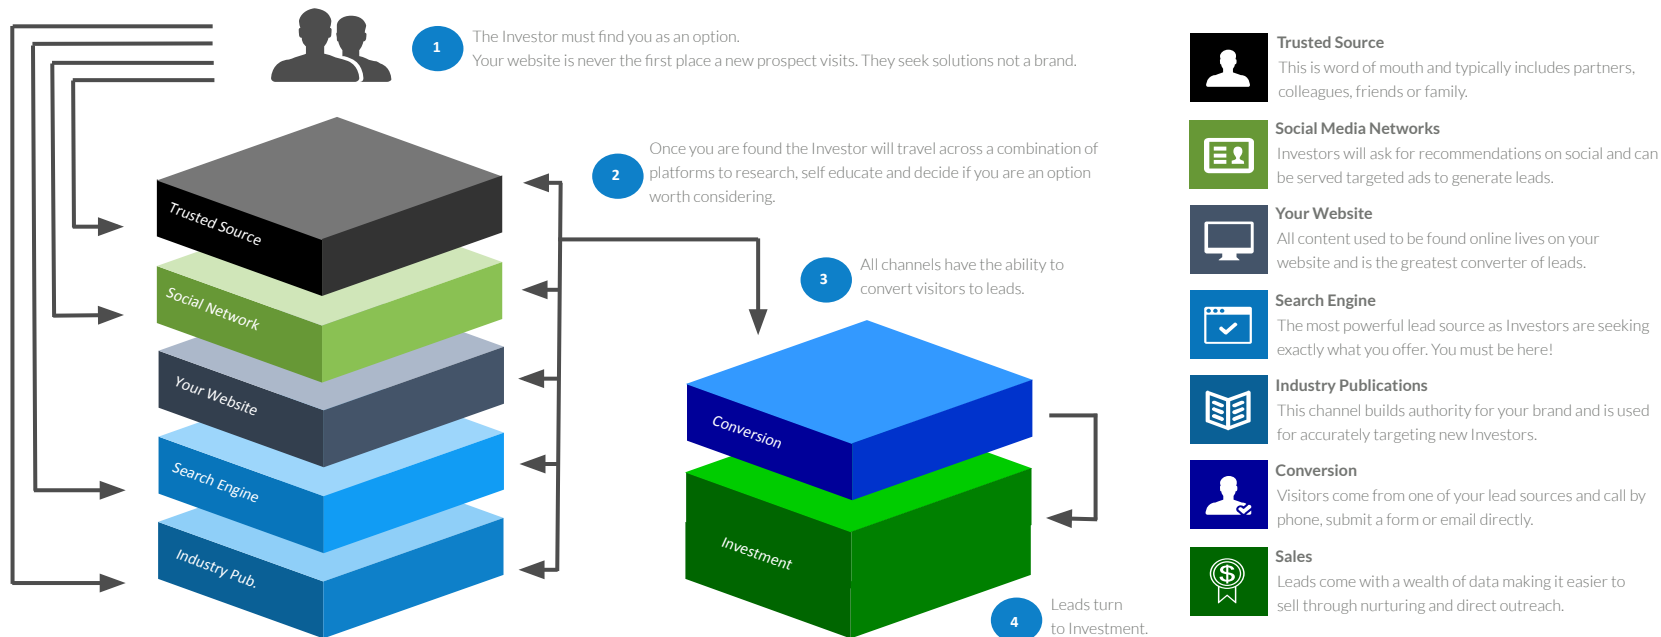 1
The Investor must find you as an option.
Your website is never the first place a new prospect visits. They seek solutions not a brand.
2
Once you are found the Investor will travel across a combination of
platforms to research, self educate and decide if you are an option
worth considering.
3
All channels have the ability to
convert visitors to leads.
Trusted Source
Social Network
Your Website
Search Engine
Industry Pub.
Conversion
Investment
4
Leads turn
to Investment.
Trusted Source
This is word of mouth and typically includes partners,
colleagues, friends or family.
Social Media Networks
Investors will ask for recommendations on social and can
be served targeted ads to generate leads.
Your Website
All content used to be found online lives on your
website and is the greatest converter of leads.
Search Engine
The most powerful lead source as Investors are seeking
exactly what you offer. You must be here!
Industry Publications
This channel builds authority for your brand and is used
for accurately targeting new Investors.
Conversion
Visitors come from one of your lead sources and call by
phone, submit a form or email directly.
Sales
Leads come with a wealth of data making it easier to
sell through nurturing and direct outreach.
$